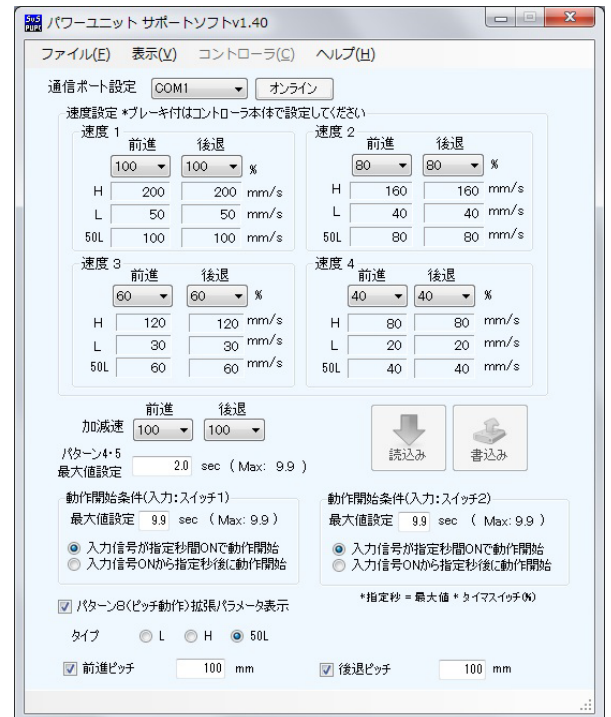 SUS PUPC パワーユニット サポートソフトv1.40
ファイル(F) 表示(V) コントローラ(C) ヘルプ(H)
通信ポート設定 COM1 オンライン
速度設定 *ブレーキ付はコントローラ本体で設定してください
速度 1
前進 後退
100 100 %
H 200 200 mm/s
L 50 50 mm/s
50L 100 100 mm/s
速度 2
前進 後退
80 80 %
H 160 160 mm/s
L 40 40 mm/s
50L 80 80 mm/s
速度 3
前進 後退
60 60 %
H 120 120 mm/s
L 30 30 mm/s
50L 60 60 mm/s
速度 4
前進 後退
40 40 %
H 80 80 mm/s
L 20 20 mm/s
50L 40 40 mm/s
前進 後退
加減速 100 100
読込み 書込み
パターン4・5
最大値設定 2.0 sec ( Max: 9.9 )
動作開始条件(入力:スイッチ1)
最大値設定 9.9 sec ( Max: 9.9 )
入力信号が指定秒間ONで動作開始
入力信号ONから指定秒後に動作開始
動作開始条件(入力:スイッチ2)
最大値設定 9.9 sec ( Max: 9.9 )
入力信号が指定秒間ONで動作開始
入力信号ONから指定秒後に動作開始
*指定秒 = 最大値 * タイマスイッチ(%)
パターン8(ピッチ動作)拡張パラメータ表示
タイプ L H 50L
前進ピッチ 100 mm 後退ピッチ 100 mm